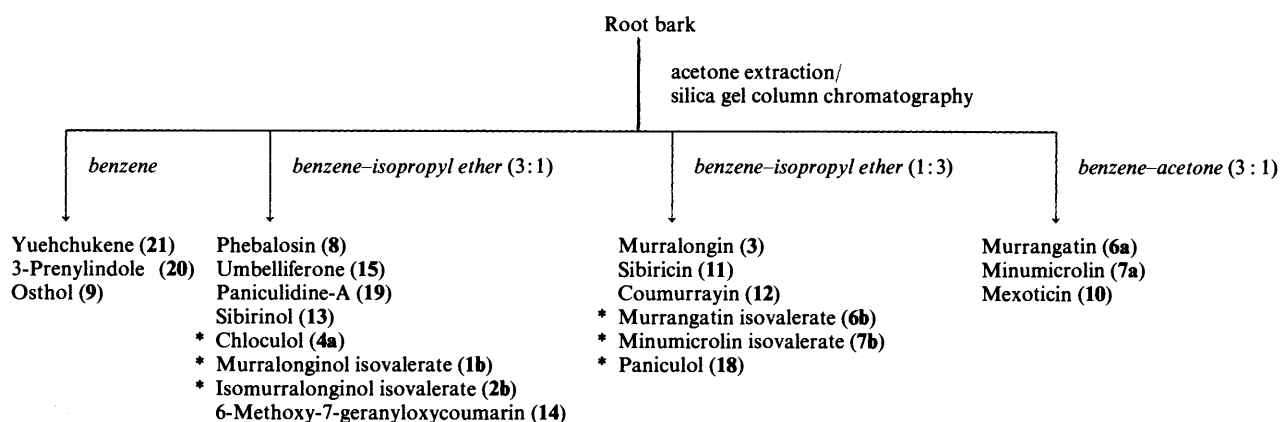 Root bark
acetone extraction/
silica gel column chromatography
benzene
benzene–isopropyl ether (3:1)
benzene–isopropyl ether (1:3)
benzene–acetone (3:1)
Yuehchukene (21)
3-Prenylindole (20)
Osthol (9)
Phebalosin (8)
Umbelliferone (15)
Paniculidine-A (19)
Sibirinol (13)
* Chloculol (4a)
* Murralonginol isovalerate (1b)
* Isomurralonginol isovalerate (2b)
6-Methoxy-7-geranyloxycoumarin (14)
Murralongin (3)
Sibiricin (11)
Coumurrayin (12)
* Murrangatin isovalerate (6b)
* Minumicrolin isovalerate (7b)
* Paniculol (18)
Murrangatin (6a)
Minumicrolin (7a)
Mexoticin (10)